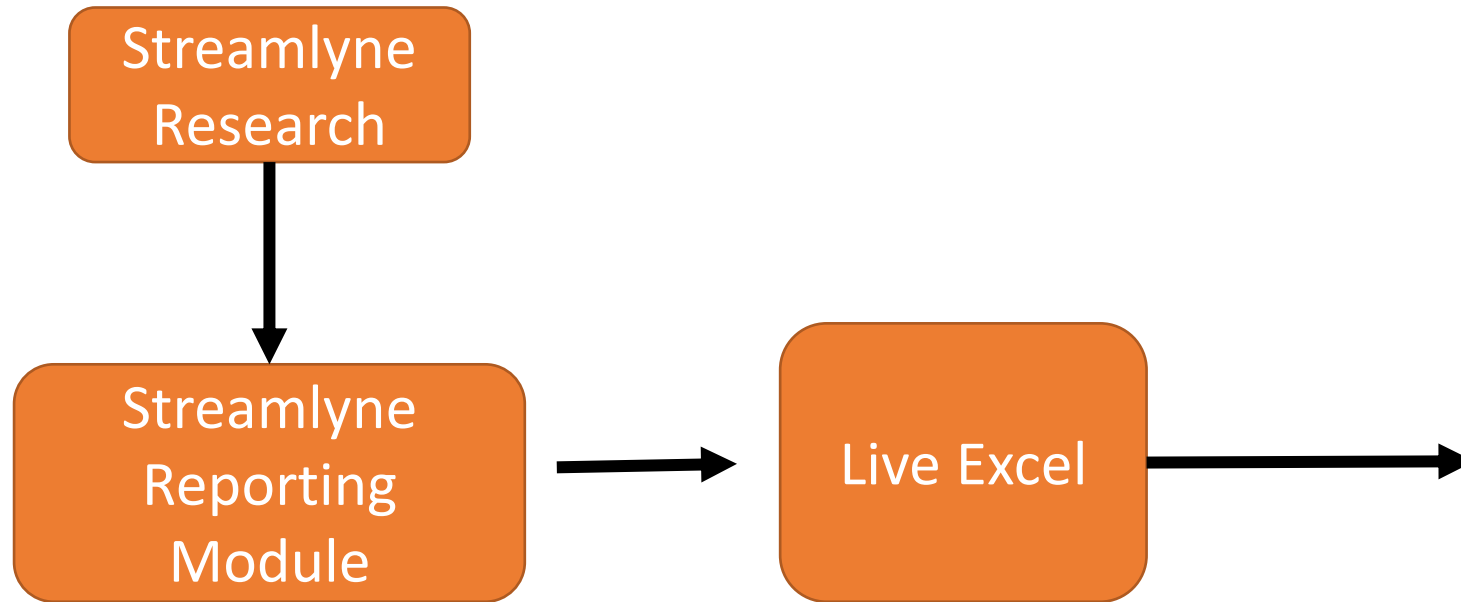 Streamlyne
Research
Streamlyne
Reporting
Module
Live Excel